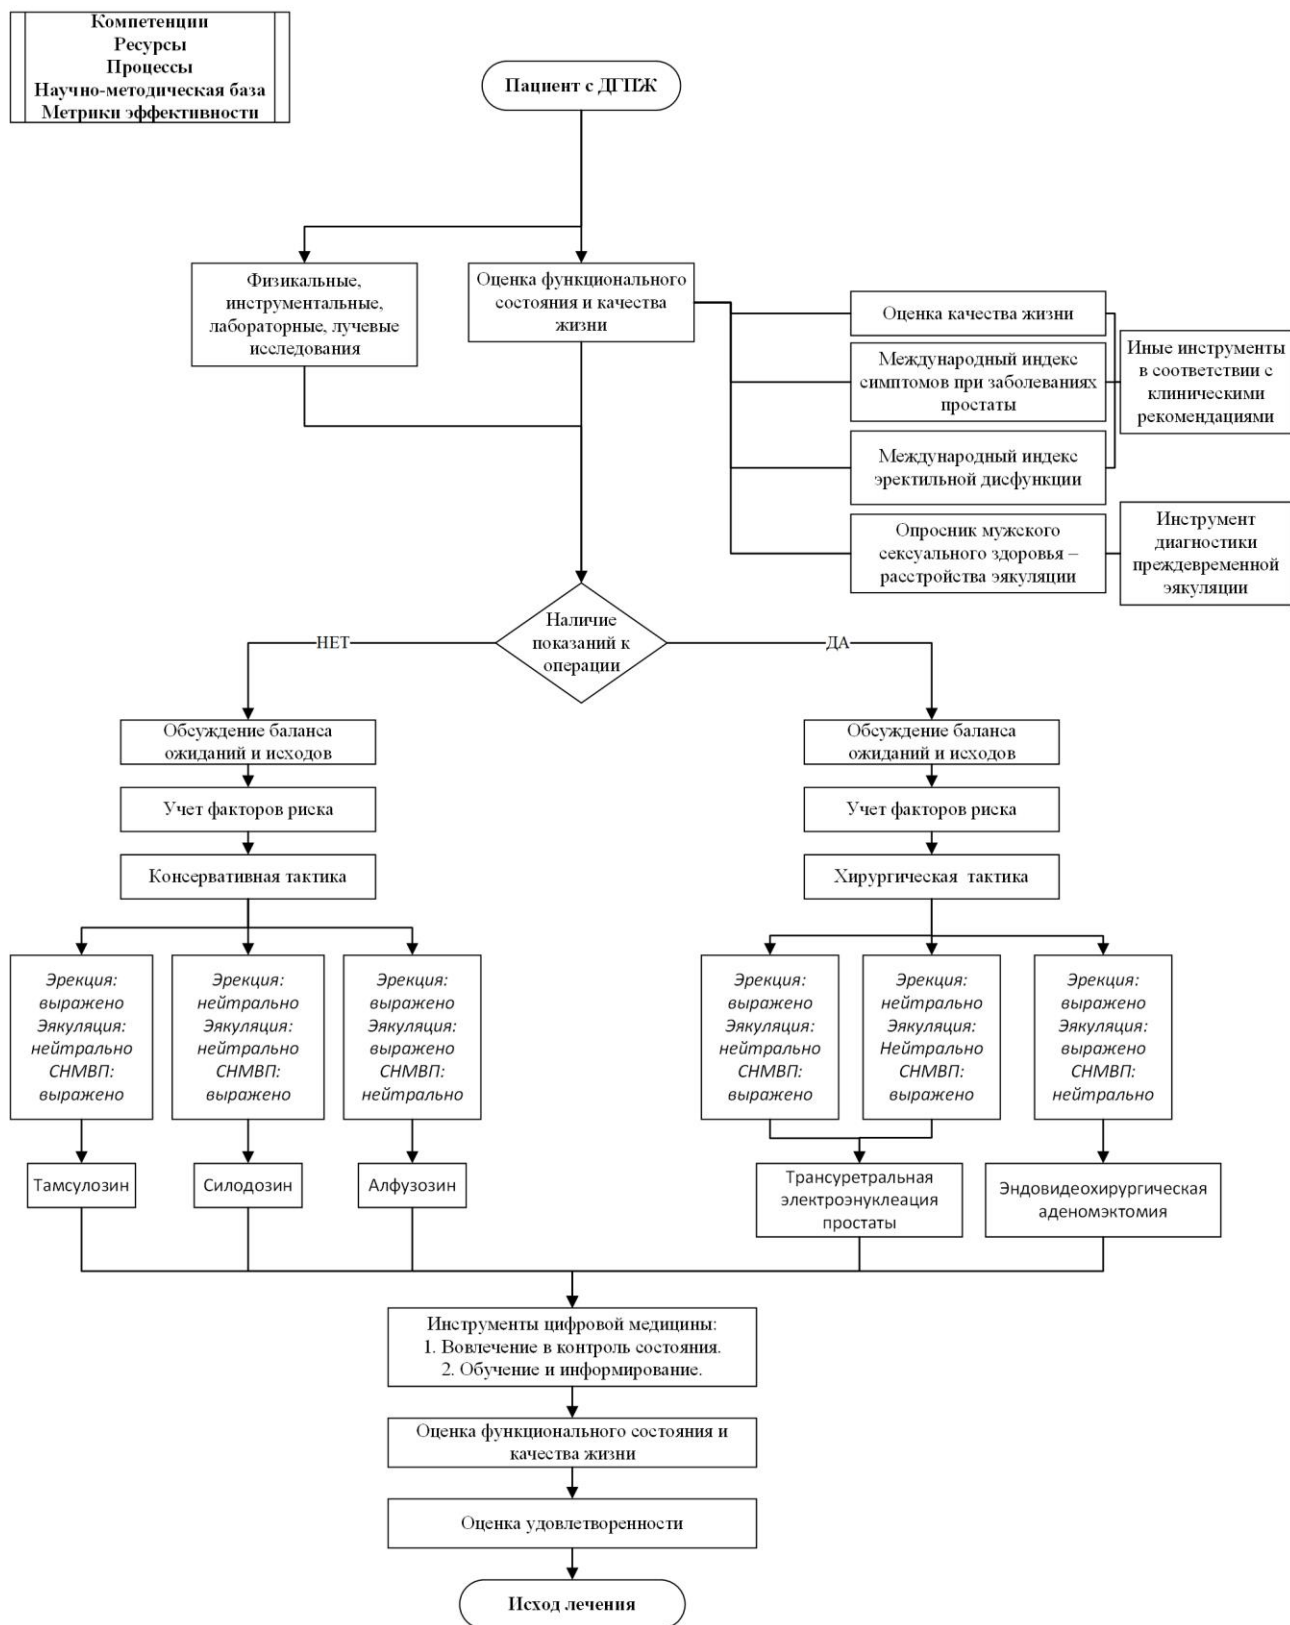 Компетенции
Ресурсы
Процессы
Научно-методическая база
Метрики эффективности
Пациент с ДГПЖ
Физикальные,
инструментальные,
лабораторные, лучевые
исследования
Оценка функционального
состояния и качества
жизни
Оценка качества жизни
Международный индекс
симптомов при заболеваниях
простаты
Международный индекс
эректильной дисфункции
Опросник мужского
сексуального здоровья –
расстройства эякуляции
Иные инструменты
в соответствии с
клиническими
рекомендациями
Инструмент
диагностики
преждевременной
эякуляции
Наличие
показаний к
операции
НЕТ
ДА
Обсуждение баланса
ожиданий и исходов
Учет факторов риска
Консервативная тактика
Обсуждение баланса
ожиданий и исходов
Учет факторов риска
Хирургическая тактика
Эрекция:
выражено
Эякуляция:
нейтрально
СНМВП:
выражено
Эрекция:
нейтрально
Эякуляция:
нейтрально
СНМВП:
выражено
Эрекция:
выражено
Эякуляция:
выражено
СНМВП:
нейтрально
Эрекция:
выражено
Эякуляция:
нейтрально
СНМВП:
выражено
Эрекция:
нейтрально
Эякуляция:
Нейтрально
СНМВП:
выражено
Эрекция:
выражено
Эякуляция:
выражено
СНМВП:
нейтрально
Тамсулозин
Силодозин
Алфузозин
Трансуретральная
электроэнуклеация
простаты
Эндовидеохирургическая
аденомэктомия
Инструменты цифровой медицины:
1. Вовлечение в контроль состояния.
2. Обучение и информирование.
Оценка функционального состояния и
качества жизни
Оценка удовлетворенности
Исход лечения